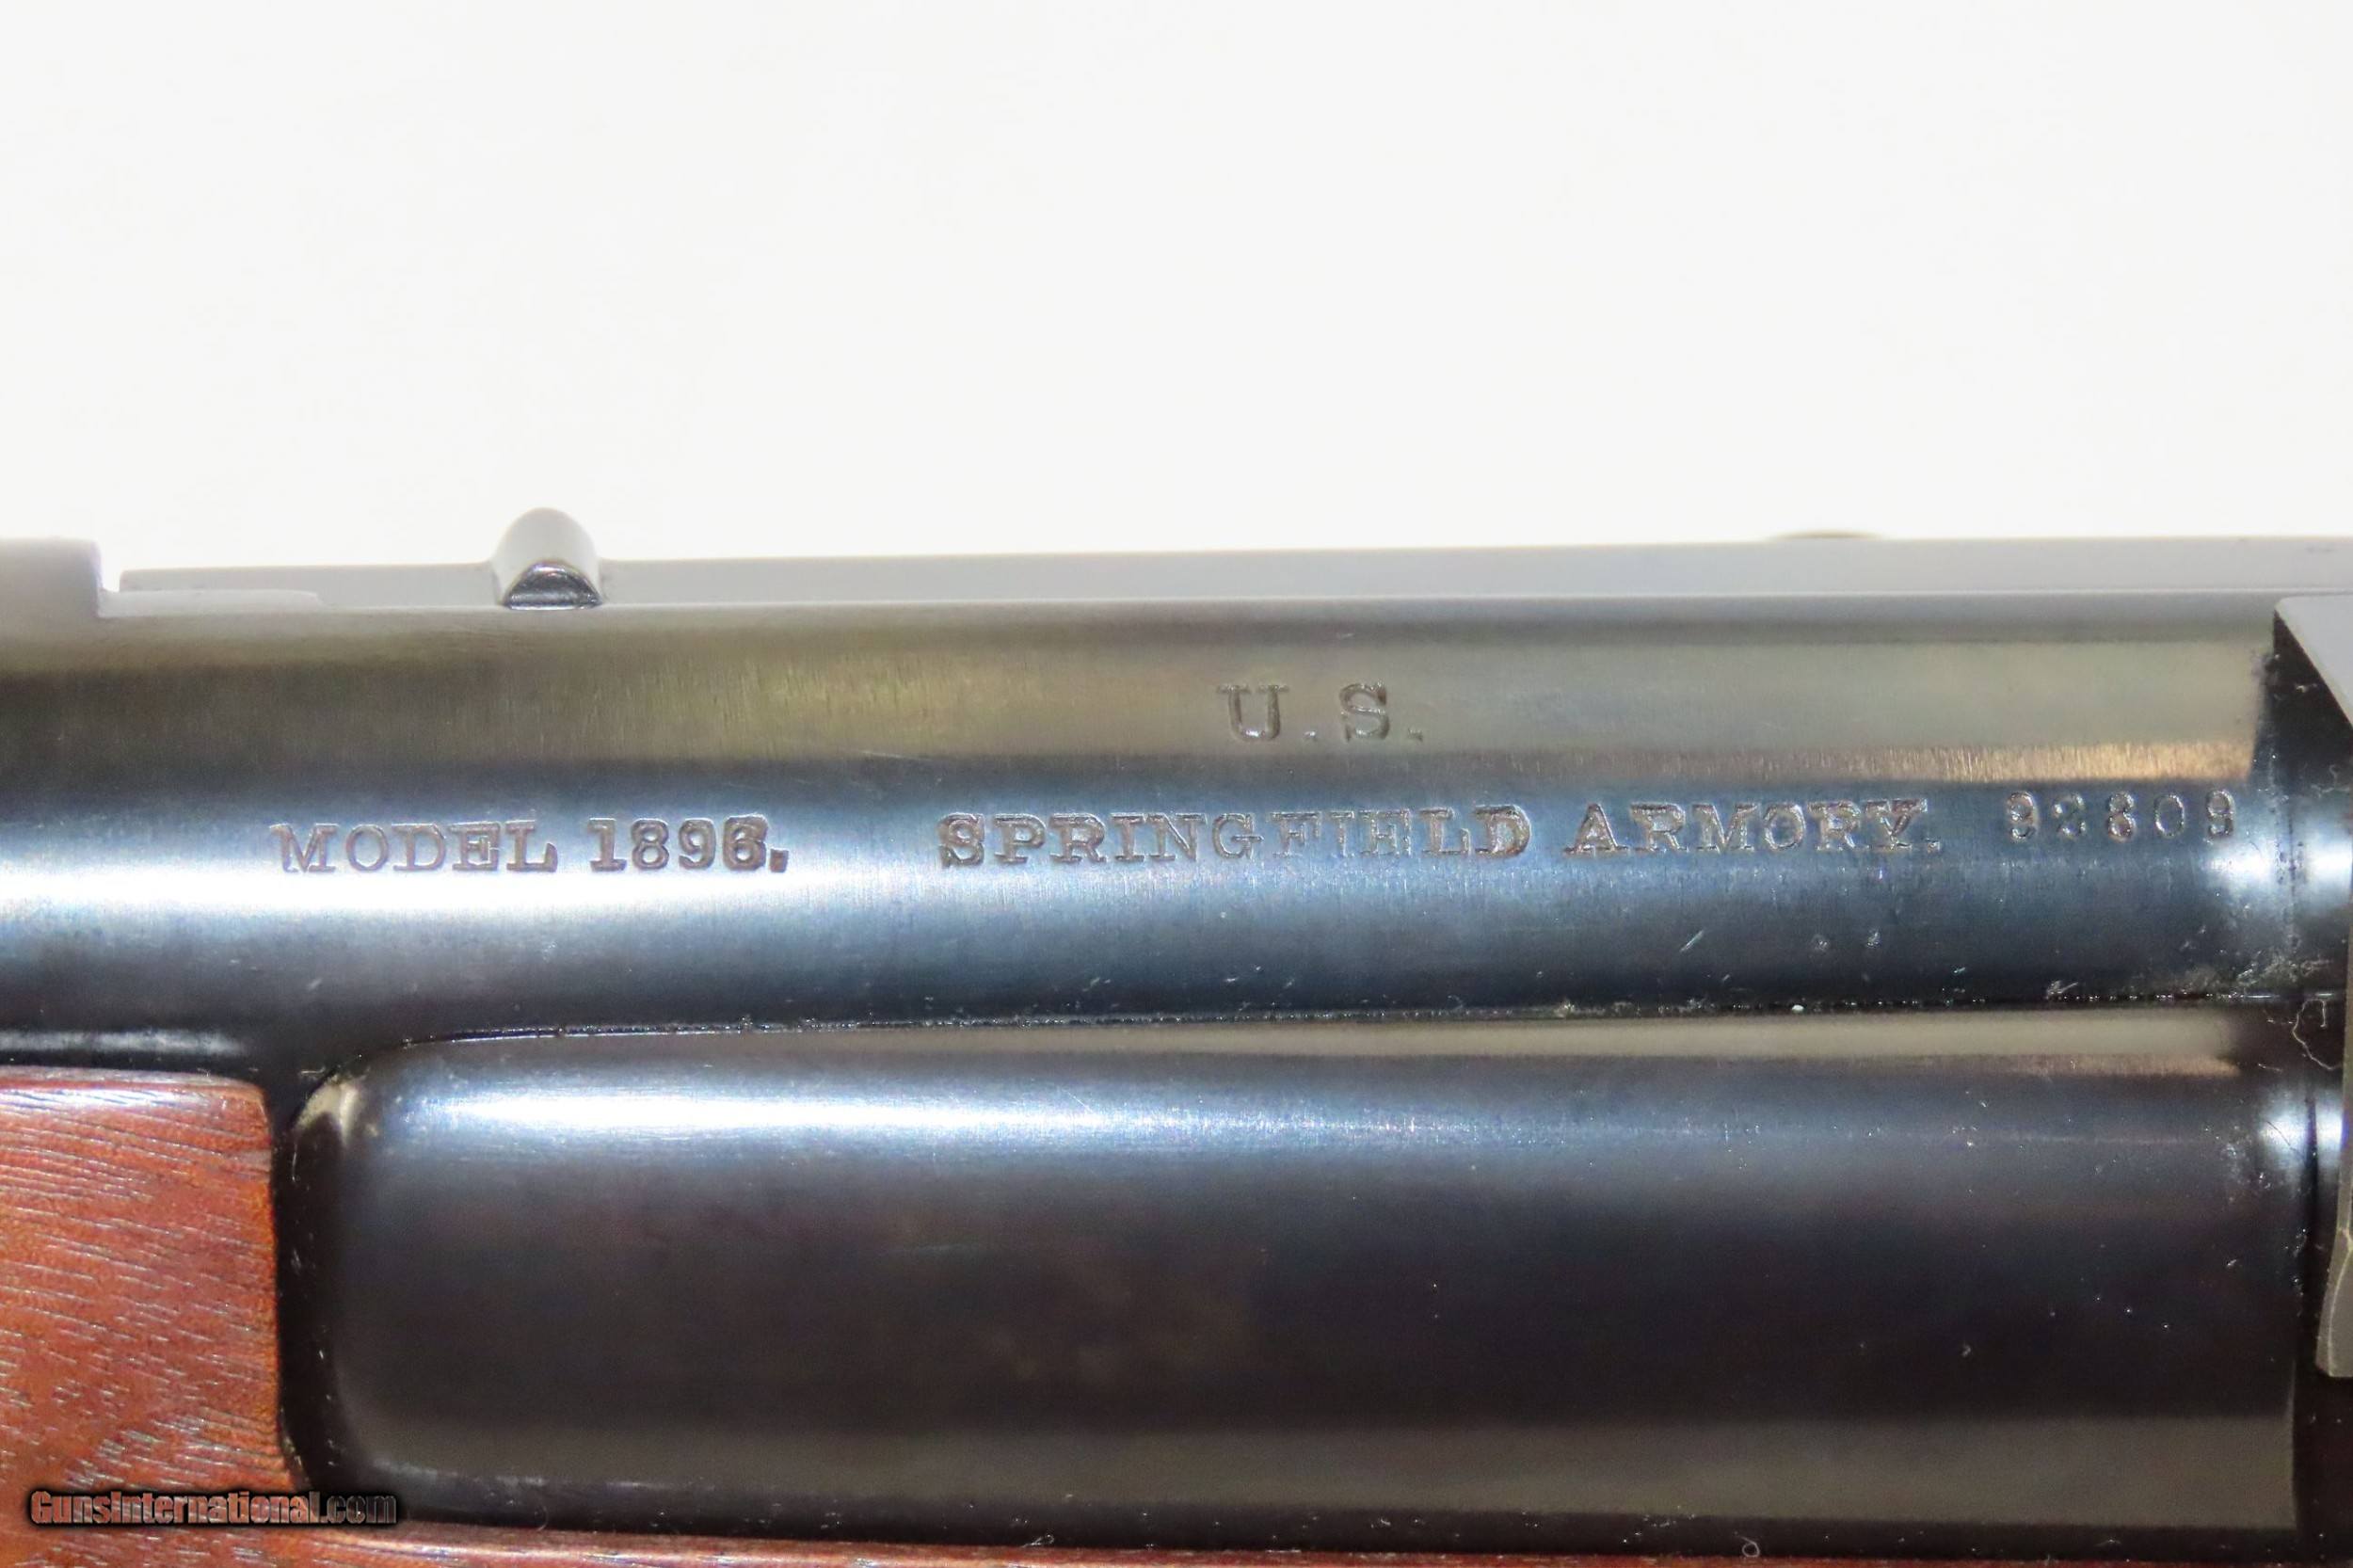 U.S.
MODEL 1896. SPRINGFIELD ARMORY. 92809
GunsInternational.com